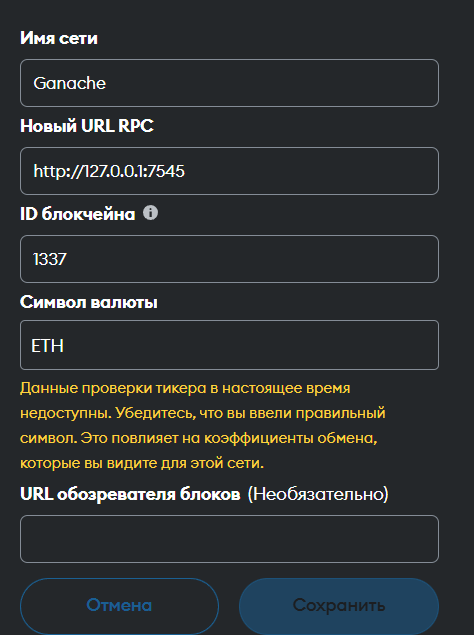 Имя сети
Ganache
Новый URL RPC
http://127.0.0.1:7545
ID блокчейна
1337
Символ валюты
ETH
Данные проверки тикера в настоящее время
недоступны. Убедитесь, что вы ввели правильный
символ. Это повлияет на коэффициенты обмена,
которые вы видите для этой сети.
URL обозревателя блоков (Необязательно)
Отмена Сохранить